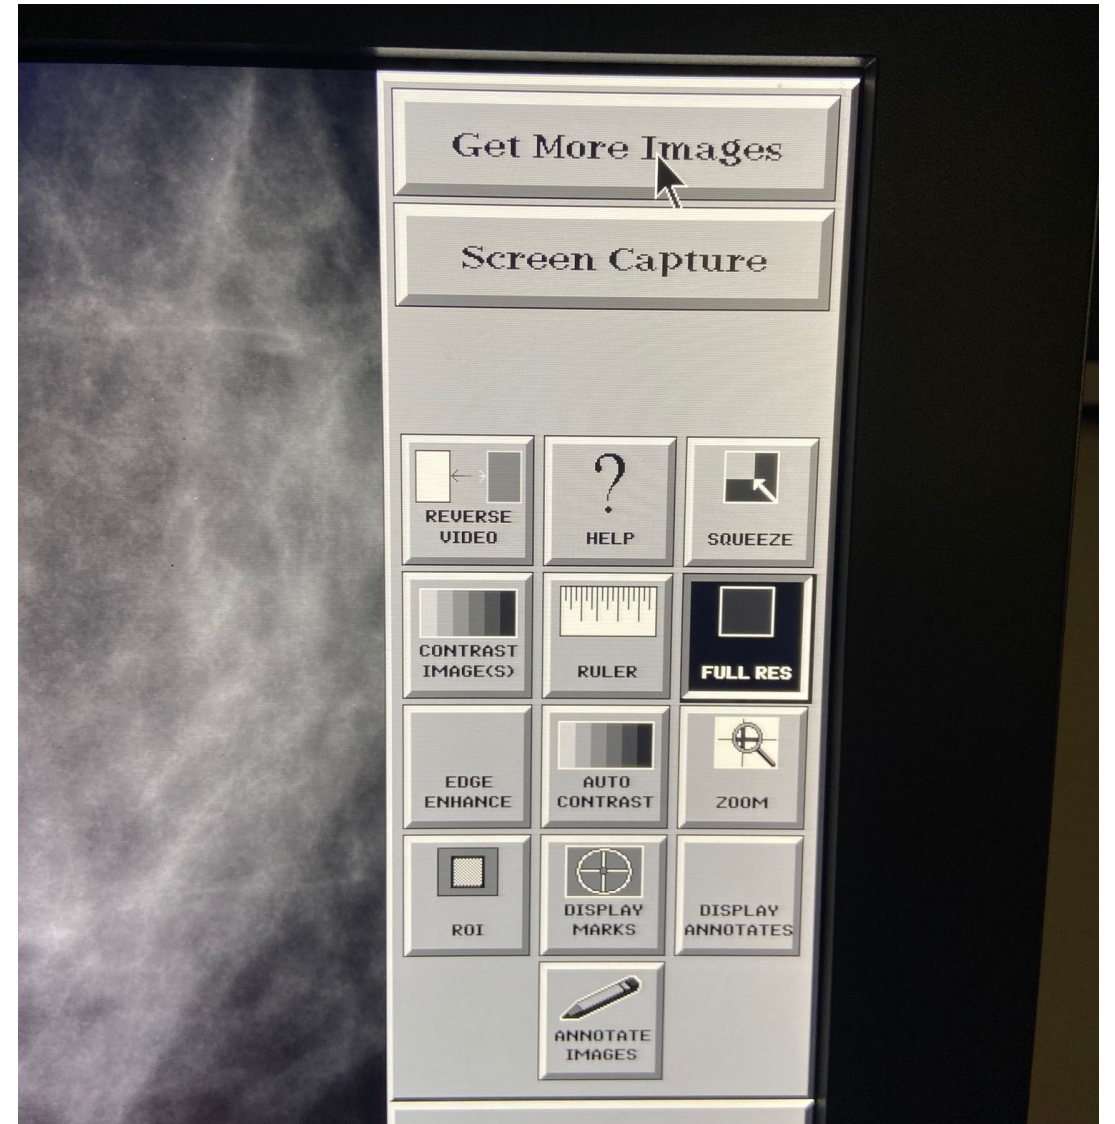 Get More Images
Screen Capture
REVERSE
VIDEO
HELP
SQUEEZE
CONTRAST
IMAGE(S)
RULER
FULL RES
EDGE
ENHANCE
AUTO
CONTRAST
ZOOM
ROI
DISPLAY
MARKS
DISPLAY
ANNOTATES
ANNOTATE
IMAGES